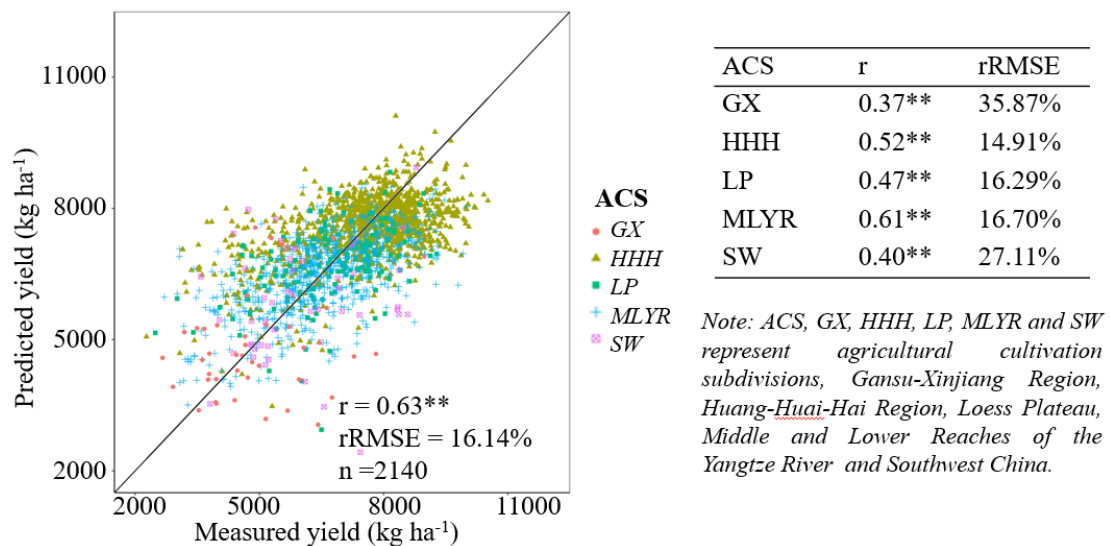 11000
8000
5000
2000
Predicted yield (kg ha⁻¹)
2000 5000 8000 11000
Measured yield (kg ha⁻¹)
r = 0.63**
rRMSE = 16.14%
n =2140
ACS
GX
HHH
LP
MLYR
SW
ACS r rRMSE
GX 0.37** 35.87%
HHH 0.52** 14.91%
LP 0.47** 16.29%
MLYR 0.61** 16.70%
SW 0.40** 27.11%
Note: ACS, GX, HHH, LP, MLYR and SW
represent agricultural cultivation
subdivisions, Gansu-Xinjiang Region,
Huang-Huai-Hai Region, Loess Plateau,
Middle and Lower Reaches of the
Yangtze River and Southwest China.